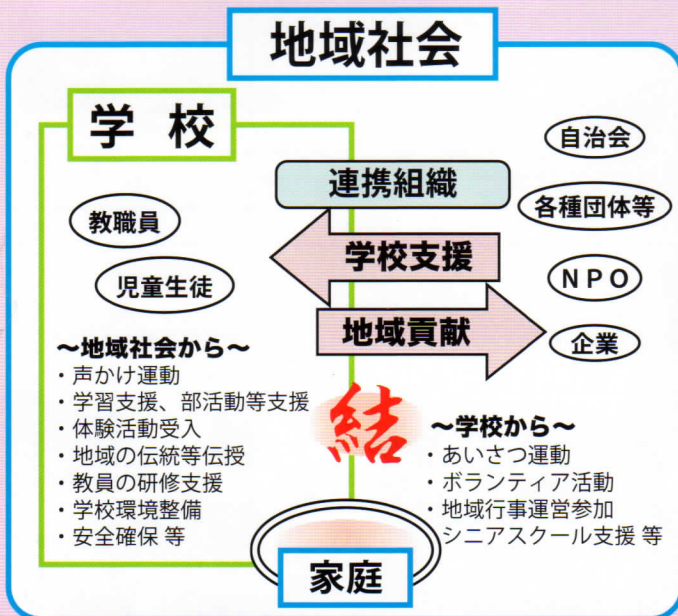 地域社会
学 校
教職員
児童生徒
連携組織
学校支援
地域貢献
自治会
各種団体等
NPO
企業
～地域社会から～
・声かけ運動
・学習支援、部活動等支援
・体験活動受入
・地域の伝統等伝授
・教員の研修支援
・学校環境整備
・安全確保 等
結
～学校から～
・あいさつ運動
・ボランティア活動
・地域行事運営参加
・シニアスクール支援 等
家庭